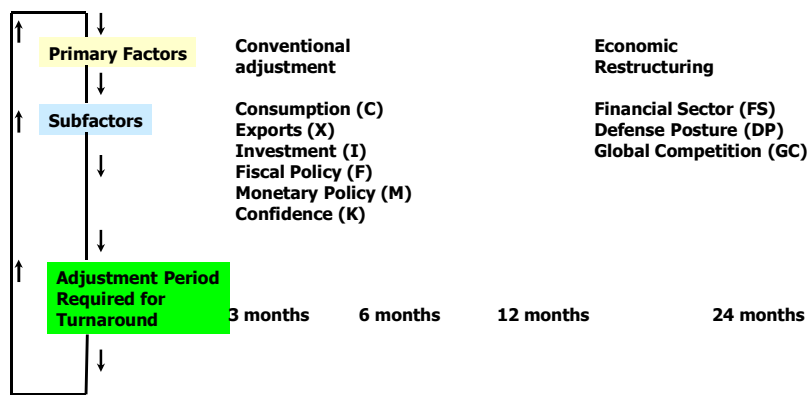 Primary Factors
Conventional
adjustment
Economic
Restructuring
Subfactors
Consumption (C)
Exports (X)
Investment (I)
Fiscal Policy (F)
Monetary Policy (M)
Confidence (K)
Financial Sector (FS)
Defense Posture (DP)
Global Competition (GC)
Adjustment Period
Required for
Turnaround
3 months
6 months
12 months
24 months